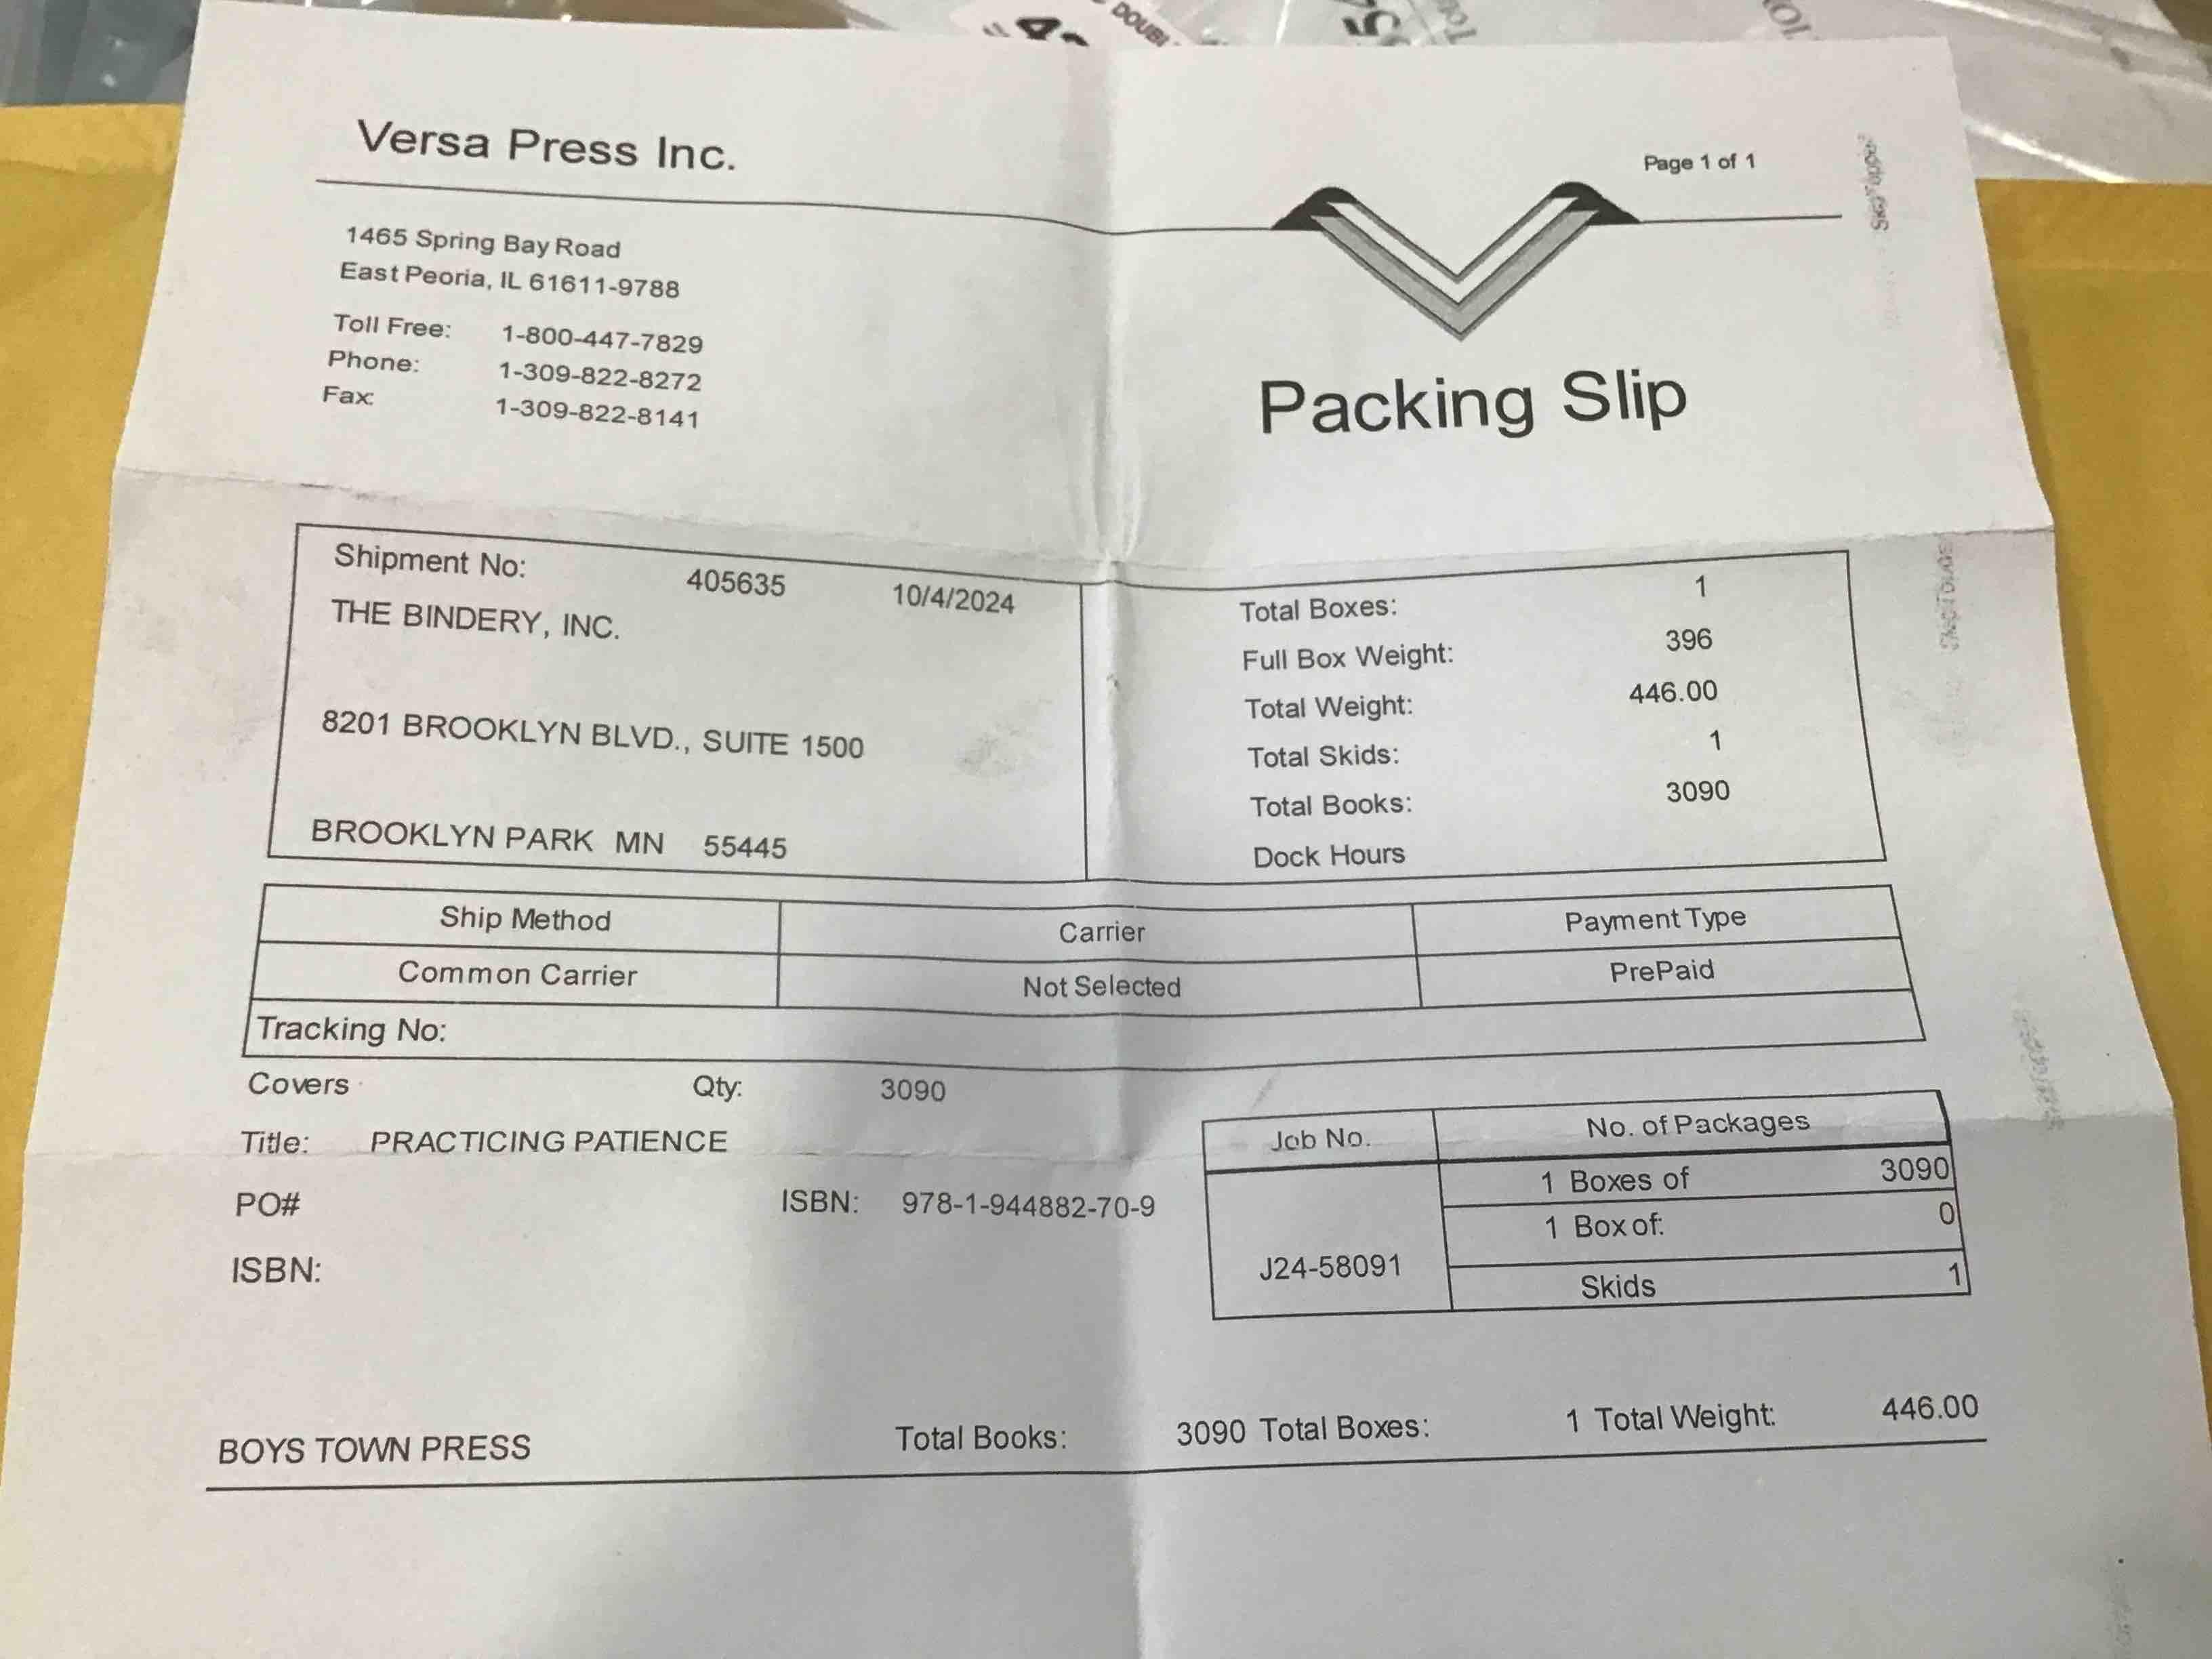 Versa Press Inc.
Page 1 of 1
1465 Spring Bay Road
East Peoria, IL 61611-9788
Toll Free: 1-800-447-7829
Phone: 1-309-822-8272
Fax: 1-309-822-8141
Packing Slip
Shipment No: 405635 10/4/2024
THE BINDERY, INC.
8201 BROOKLYN BLVD., SUITE 1500
BROOKLYN PARK MN 55445
Total Boxes: 1
Full Box Weight: 396
Total Weight: 446.00
Total Skids: 1
Total Books: 3090
Dock Hours
Ship Method Carrier Payment Type
Common Carrier Not Selected PrePaid
Tracking No:
Covers Qty: 3090
Title: PRACTICING PATIENCE
PO# ISBN: 978-1-944882-70-9
ISBN:
Job No. No. of Packages
1 Boxes of 3090
1 Box of: 0
J24-58091
Skids 1
BOYS TOWN PRESS Total Books: 3090 Total Boxes: 1 Total Weight: 446.00